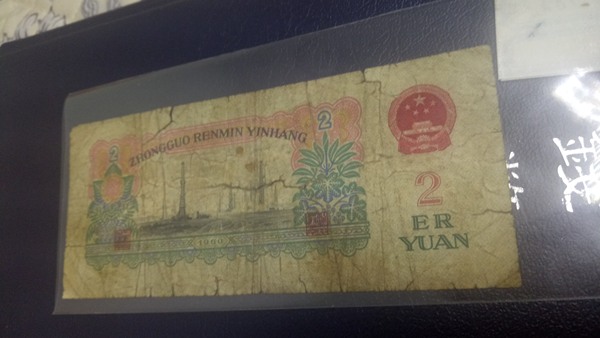 ZHONGGUO RENMIN YINHANG
2
2
2
ER
YUAN
1960